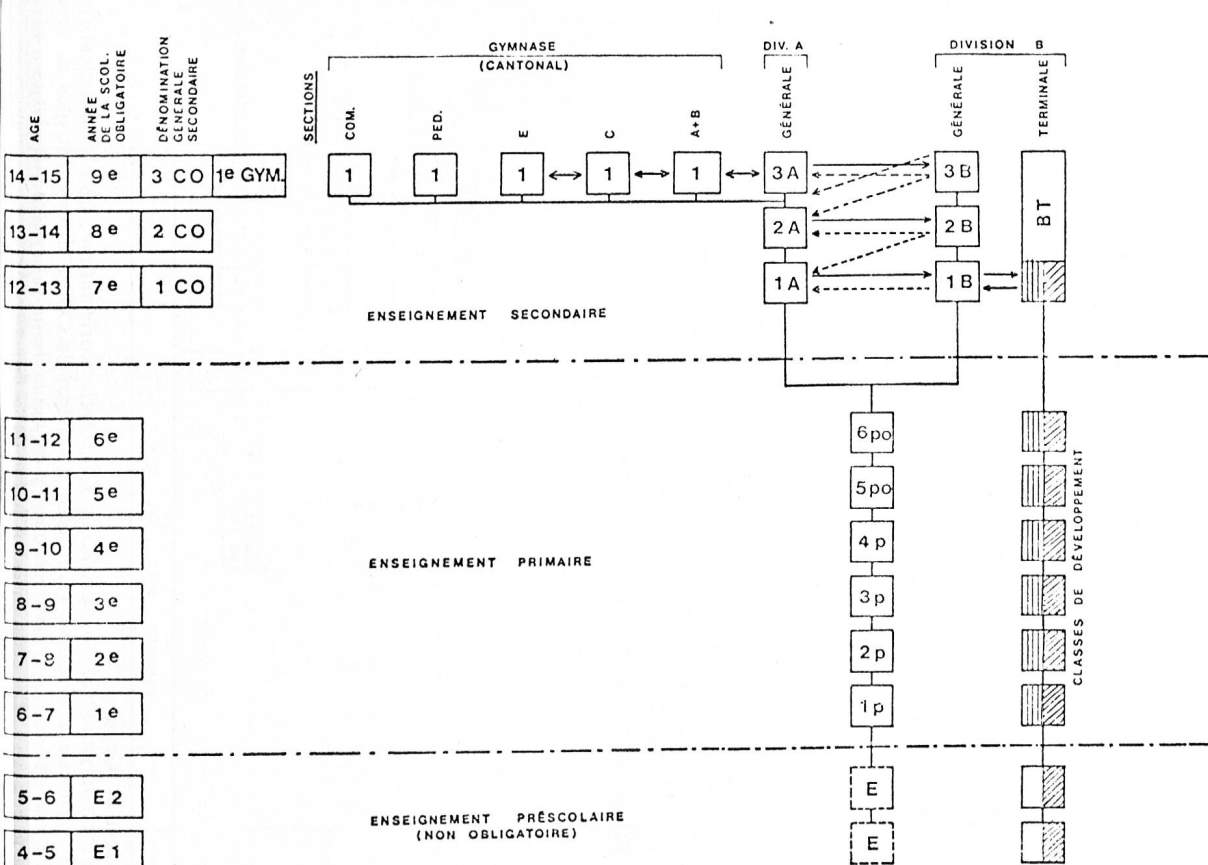 AGE
ANNÉE
DE LA SCOL.
OBLIGATOIRE
DÉNOMINATION
GÉNÉRALE
SECONDAIRE
SECTIONS
GYMNASE
(CANTONAL)
COM.
PED.
E
C
A+B
DIV. A
GÉNÉRALE
DIVISION B
GÉNÉRALE
TERMINALE
14-15 9e 3 CO 1e GYM. 1 1 1 1 1 3A 3B
13-14 8e 2 CO 2A 2B BT
12-13 7e 1 CO 1A 1B
ENSEIGNEMENT SECONDAIRE
11-12 6e 6po
10-11 5e 5po
9-10 4e 4p
ENSEIGNEMENT PRIMAIRE
8-9 3e 3p
7-8 2e 2p
6-7 1e 1p
CLASSES DE DÉVELOPPEMENT
5-6 E2 E
ENSEIGNEMENT PRÉSCOLAIRE
(NON OBLIGATOIRE)
4-5 E1 E